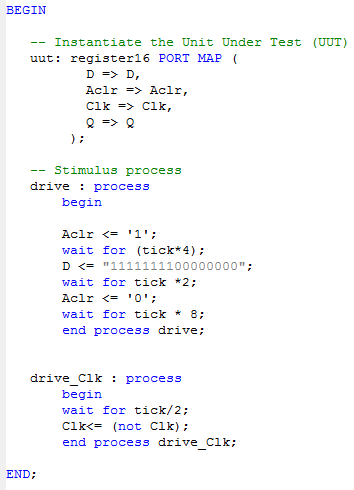 BEGIN
-- Instantiate the Unit Under Test (UUT)
uut: register16 PORT MAP (
D => D,
Aclr => Aclr,
Clk => Clk,
Q => Q
);
-- Stimulus process
drive : process
begin
Aclr <= '1';
wait for (tick*4);
D <= "1111111100000000";
wait for tick *2;
Aclr <= '0';
wait for tick * 8;
end process drive;
drive_Clk : process
begin
wait for tick/2;
Clk<= (not Clk);
end process drive_Clk;
END;